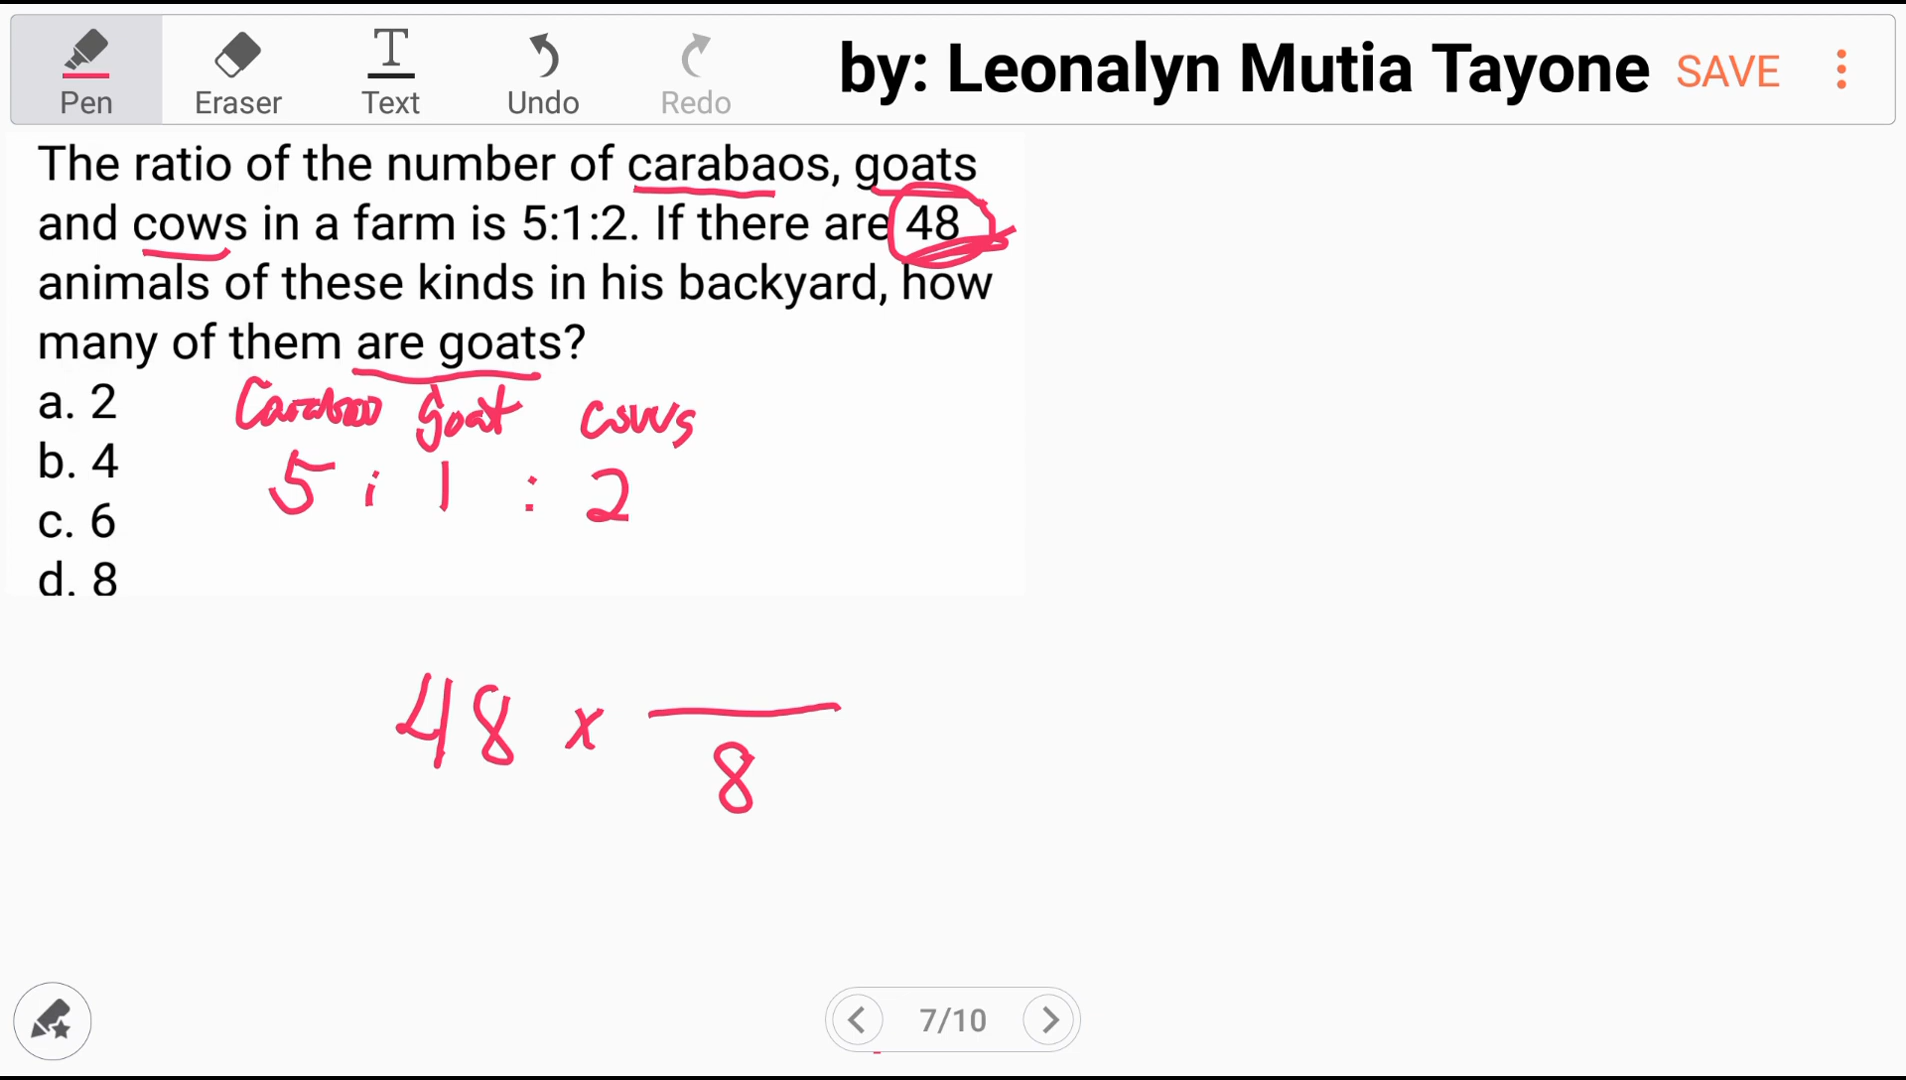 Pen
Eraser
Text
Undo
Redo
by: Leonalyn Mutia Tayone
SAVE
The ratio of the number of carabaos, goats
and cows in a farm is 5:1:2. If there are 48
animals of these kinds in his backyard, how
many of them are goats?
a. 2
b. 4
c. 6
d. 8
Carabao goat cows
5 : 1 : 2
48 x
8
7/10